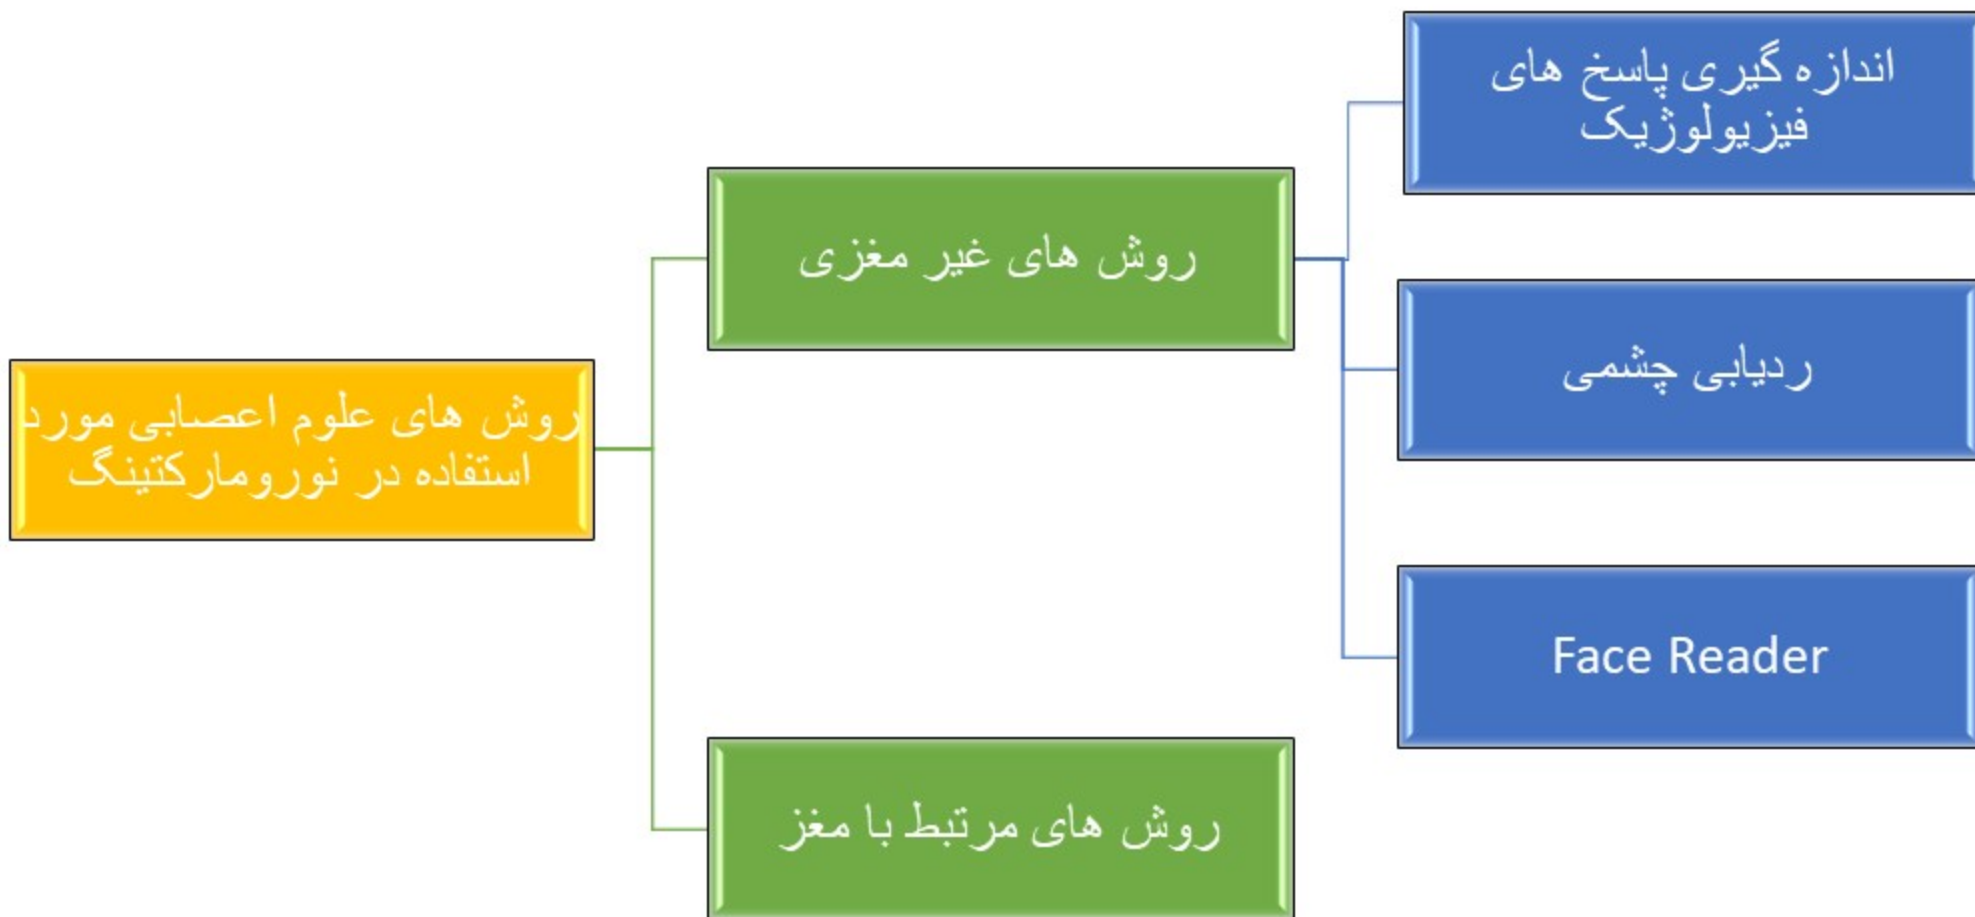 روش های علوم اعصابی مورد
استفاده در نورومارکتینگ
روش های غیر مغزی
اندازه گیری پاسخ های
فیزیولوژیک
ردیابی چشمی
Face Reader
روش های مرتبط با مغز